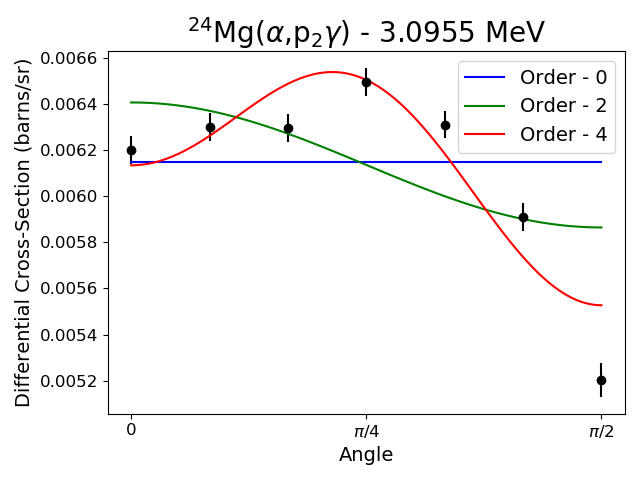 ²⁴Mg(α,p₂γ) - 3.0955 MeV
Differential Cross-Section (barns/sr)
0.0066
0.0064
0.0062
0.0060
0.0058
0.0056
0.0054
0.0052
Order - 0
Order - 2
Order - 4
0
π/4
π/2
Angle